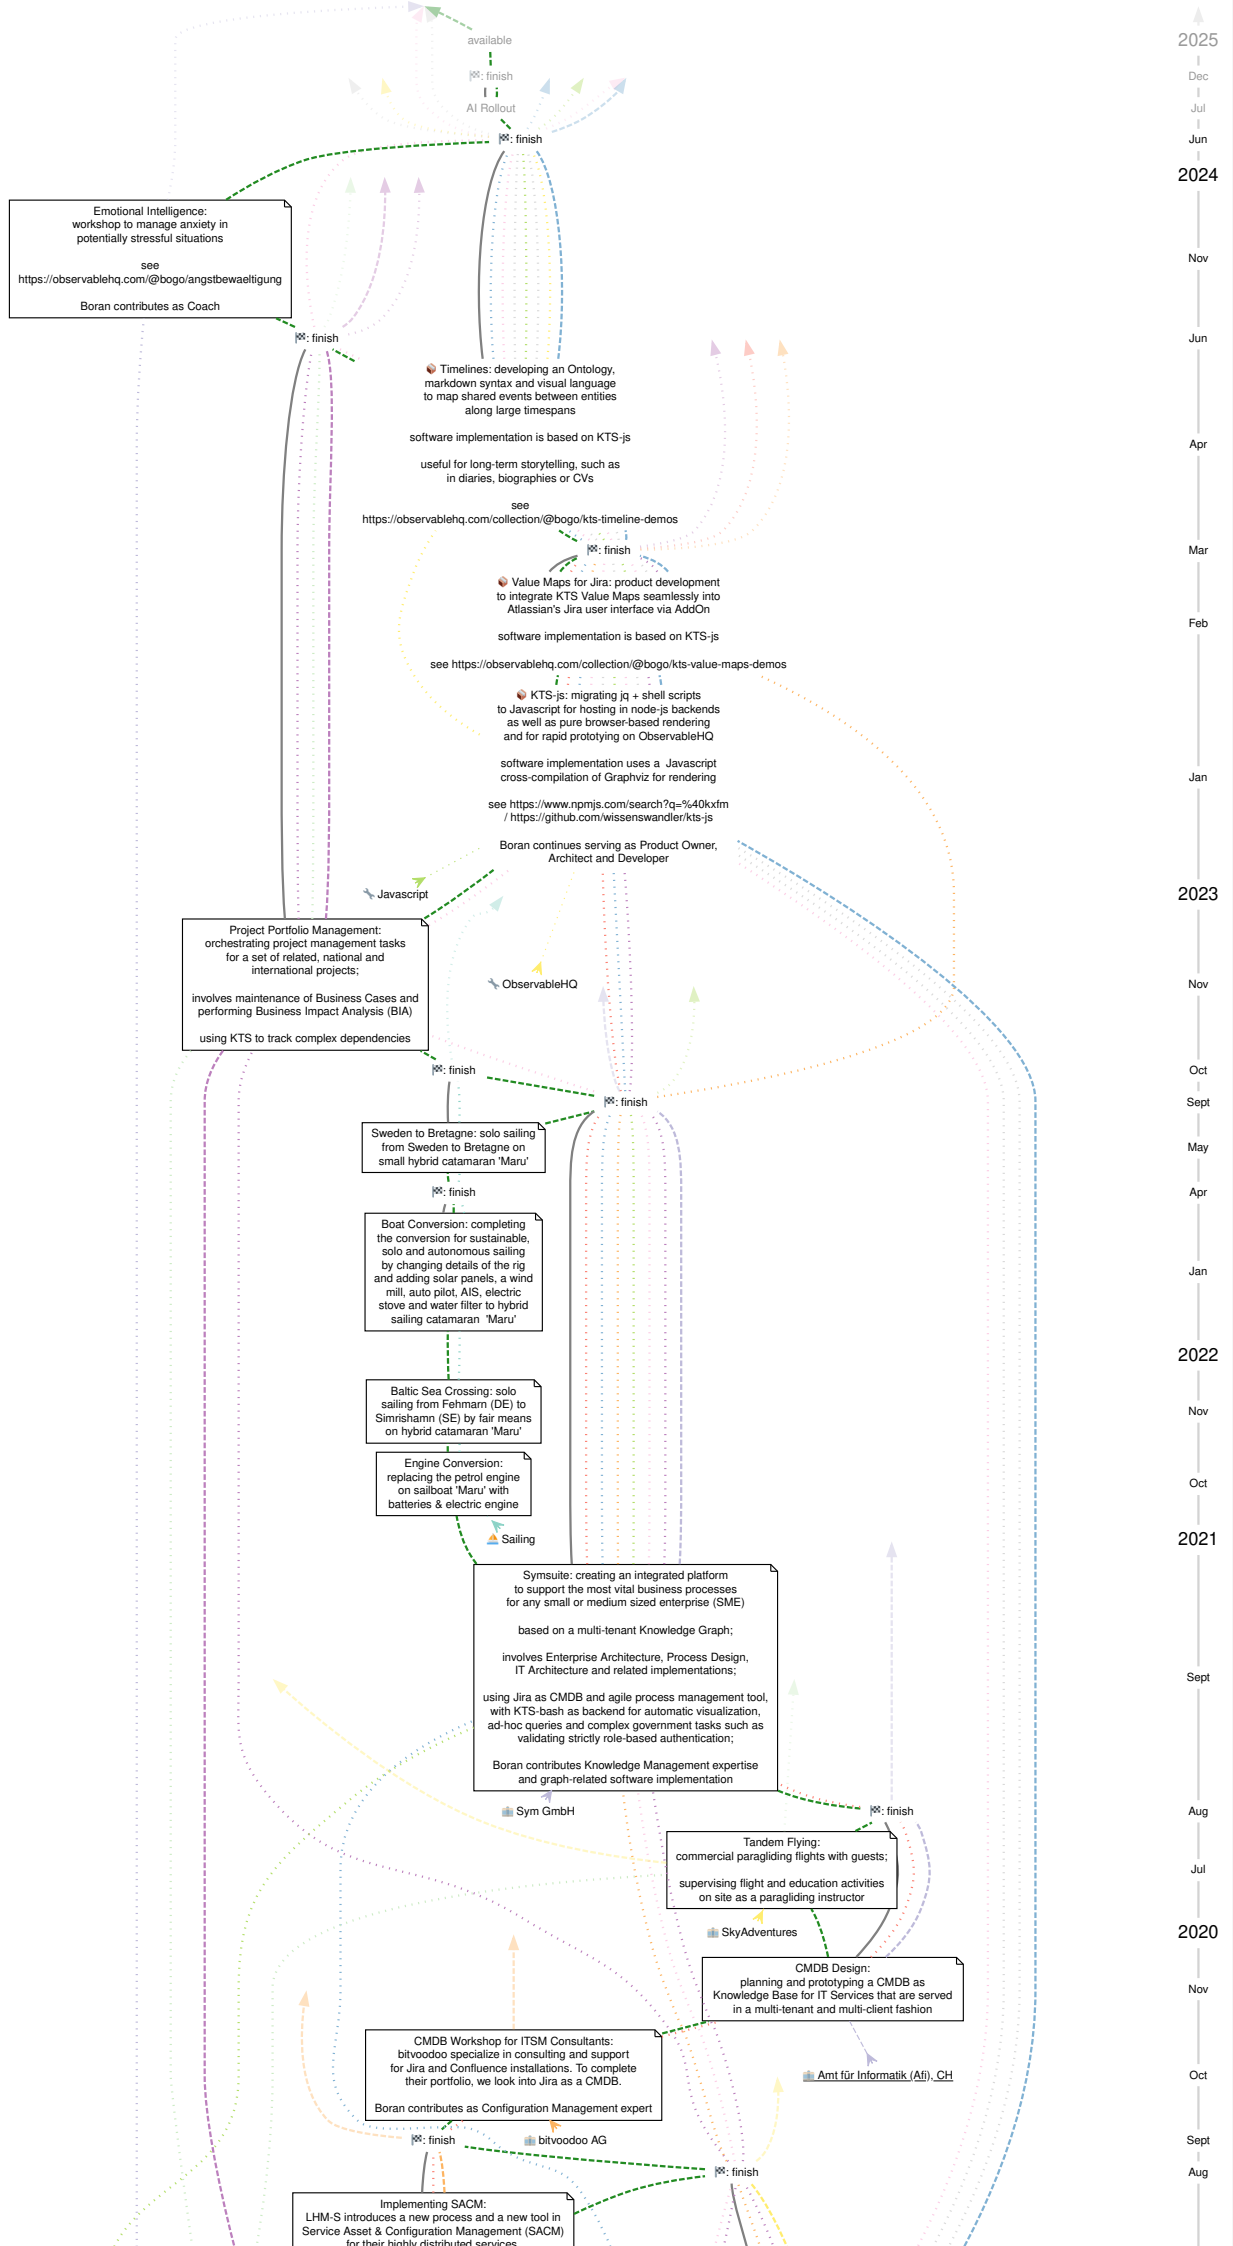 available
2025
: finish
Dec
AI Rollout
Jul
: finish
Jun
2024
Emotional Intelligence:
workshop to manage anxiety in
potentially stressful situations
see
https://observablehq.com/@bogo/angstbewaeltigung
Boran contributes as Coach
Nov
: finish
Jun
Timelines: developing an Ontology,
markdown syntax and visual language
to map shared events between entities
along large timespans
software implementation is based on KTS-js
useful for long-term storytelling, such as
in diaries, biographies or CVs
see
https://observablehq.com/collection/@bogo/kts-timeline-demos
Apr
: finish
Mar
Value Maps for Jira: product development
to integrate KTS Value Maps seamlessly into
Atlassian's Jira user interface via AddOn
software implementation is based on KTS-js
see https://observablehq.com/collection/@bogo/kts-value-maps-demos
Feb
KTS-js: migrating jq + shell scripts
to Javascript for hosting in node-js backends
as well as pure browser-based rendering
and for rapid prototying on ObservableHQ
software implementation uses a Javascript
cross-compilation of Graphviz for rendering
see https://www.npmjs.com/search?q=%40kxfm
/ https://github.com/wissenswandler/kts-js
Boran continues serving as Product Owner,
Architect and Developer
Jan
Javascript
2023
Project Portfolio Management:
orchestrating project management tasks
for a set of related, national and
international projects;
involves maintenance of Business Cases and
performing Business Impact Analysis (BIA)
using KTS to track complex dependencies
ObservableHQ
Nov
: finish
Oct
: finish
Sept
Sweden to Bretagne: solo sailing
from Sweden to Bretagne on
small hybrid catamaran 'Maru'
May
: finish
Apr
Boat Conversion: completing
the conversion for sustainable,
solo and autonomous sailing
by changing details of the rig
and adding solar panels, a wind
mill, auto pilot, AIS, electric
stove and water filter to hybrid
sailing catamaran 'Maru'
Jan
2022
Baltic Sea Crossing: solo
sailing from Fehmarn (DE) to
Simrishamn (SE) by fair means
on hybrid catamaran 'Maru'
Nov
Engine Conversion:
replacing the petrol engine
on sailboat 'Maru' with
batteries & electric engine
Oct
Sailing
2021
Symsuite: creating an integrated platform
to support the most vital business processes
for any small or medium sized enterprise (SME)
based on a multi-tenant Knowledge Graph;
involves Enterprise Architecture, Process Design,
IT Architecture and related implementations;
using Jira as CMDB and agile process management tool,
with KTS-bash as backend for automatic visualization,
ad-hoc queries and complex government tasks such as
validating strictly role-based authentication;
Boran contributes Knowledge Management expertise
and graph-related software implementation
Sept
Sym GmbH
: finish
Aug
Tandem Flying:
commercial paragliding flights with guests;
supervising flight and education activities
on site as a paragliding instructor
Jul
SkyAdventures
2020
CMDB Design:
planning and prototyping a CMDB as
Knowledge Base for IT Services that are served
in a multi-tenant and multi-client fashion
Nov
CMDB Workshop for ITSM Consultants:
bitvoodoo specialize in consulting and support
for Jira and Confluence installations. To complete
their portfolio, we look into Jira as a CMDB.
Boran contributes as Configuration Management expert
Amt für Informatik (Afi), CH
Oct
: finish
bitvoodoo AG
Sept
: finish
Aug
Implementing SACM:
LHM-S introduces a new process and a new tool in
Service Asset & Configuration Management (SACM)
for their highly distributed services